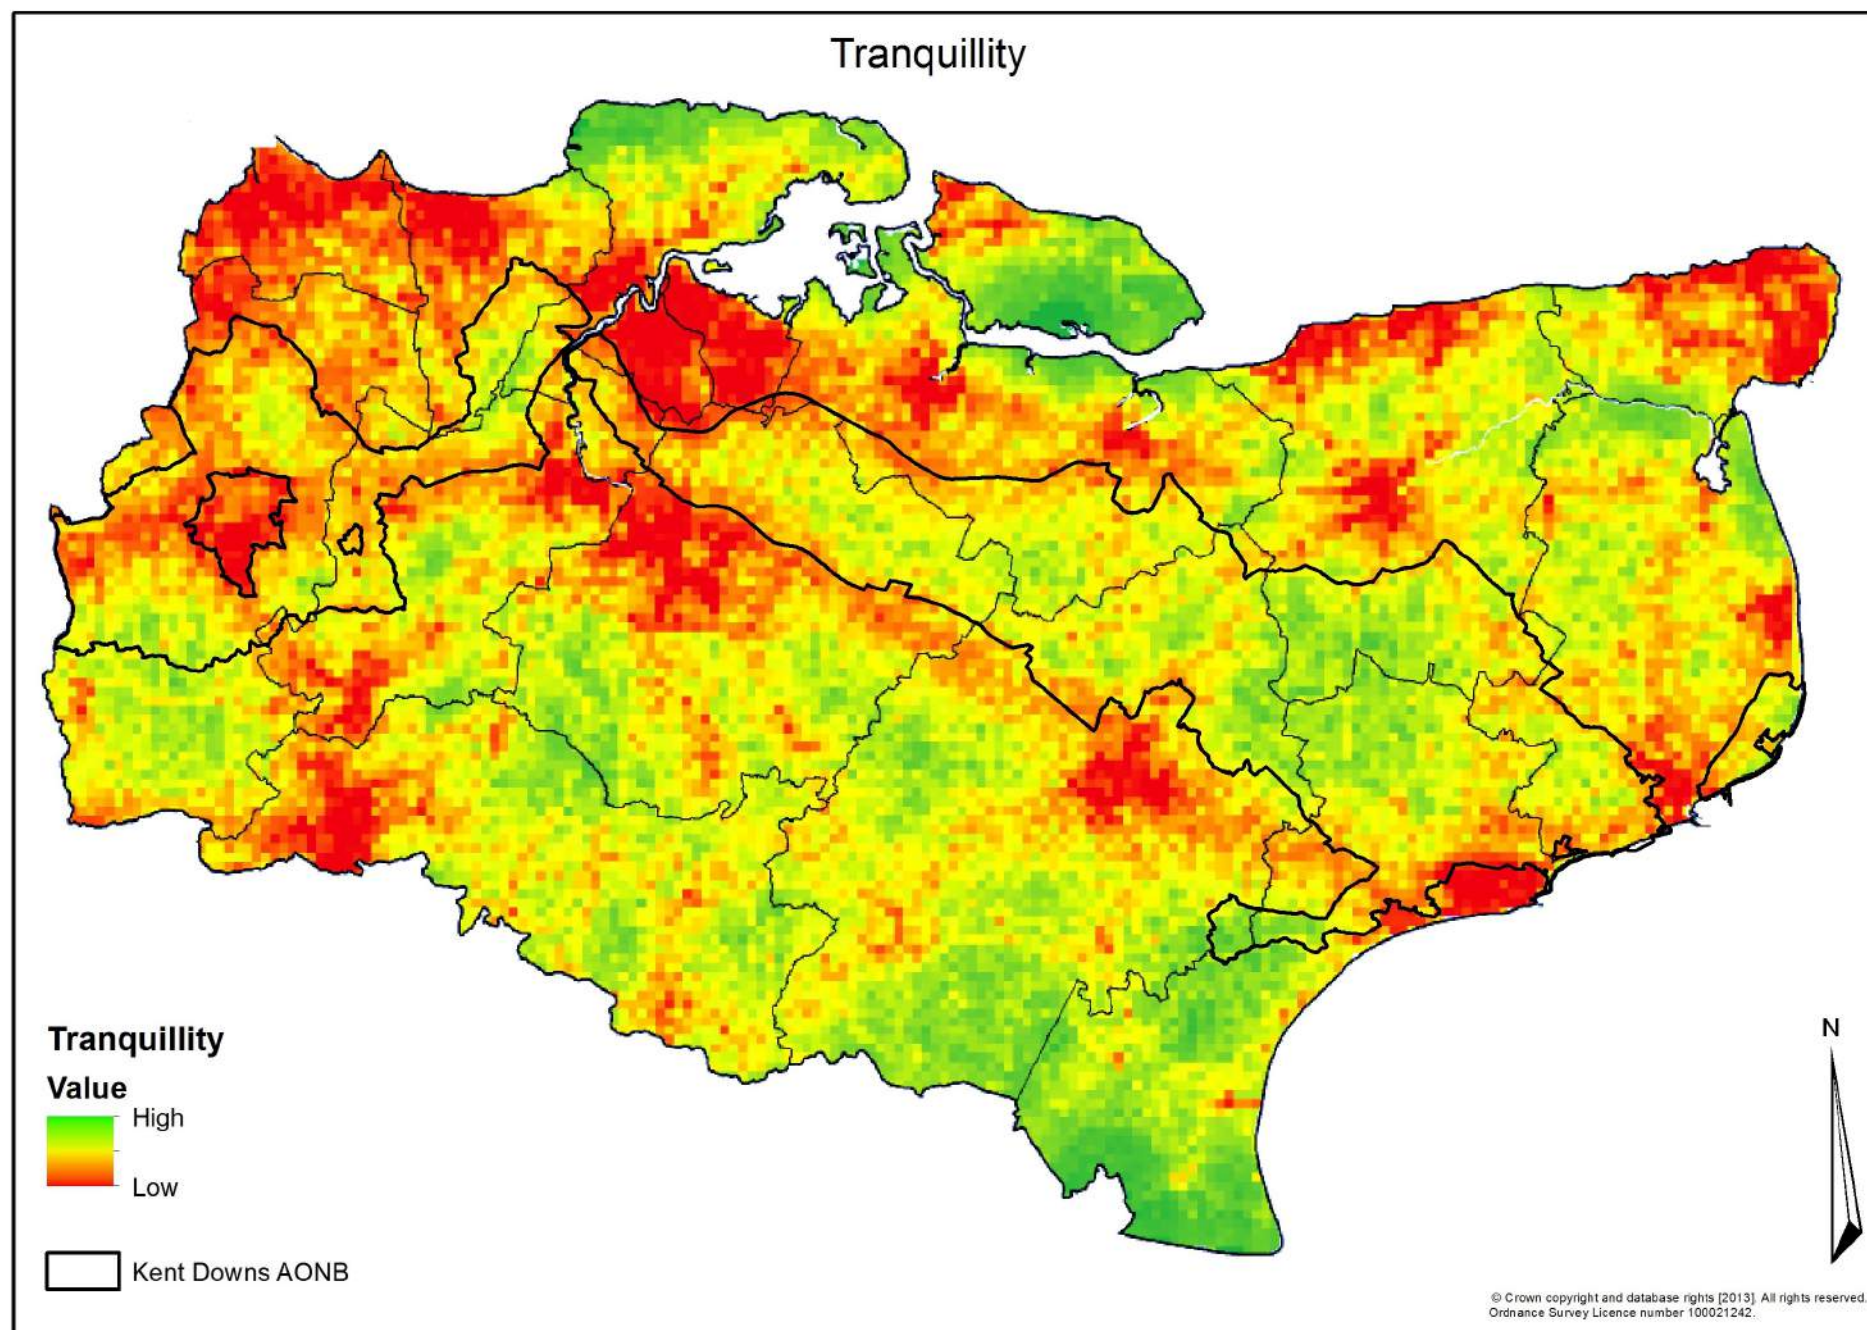 Tranquillity
Tranquillity
Value
High
Low
Kent Downs AONB
N
© Crown copyright and database rights [2013]. All rights reserved.
Ordnance Survey Licence number 100021242.